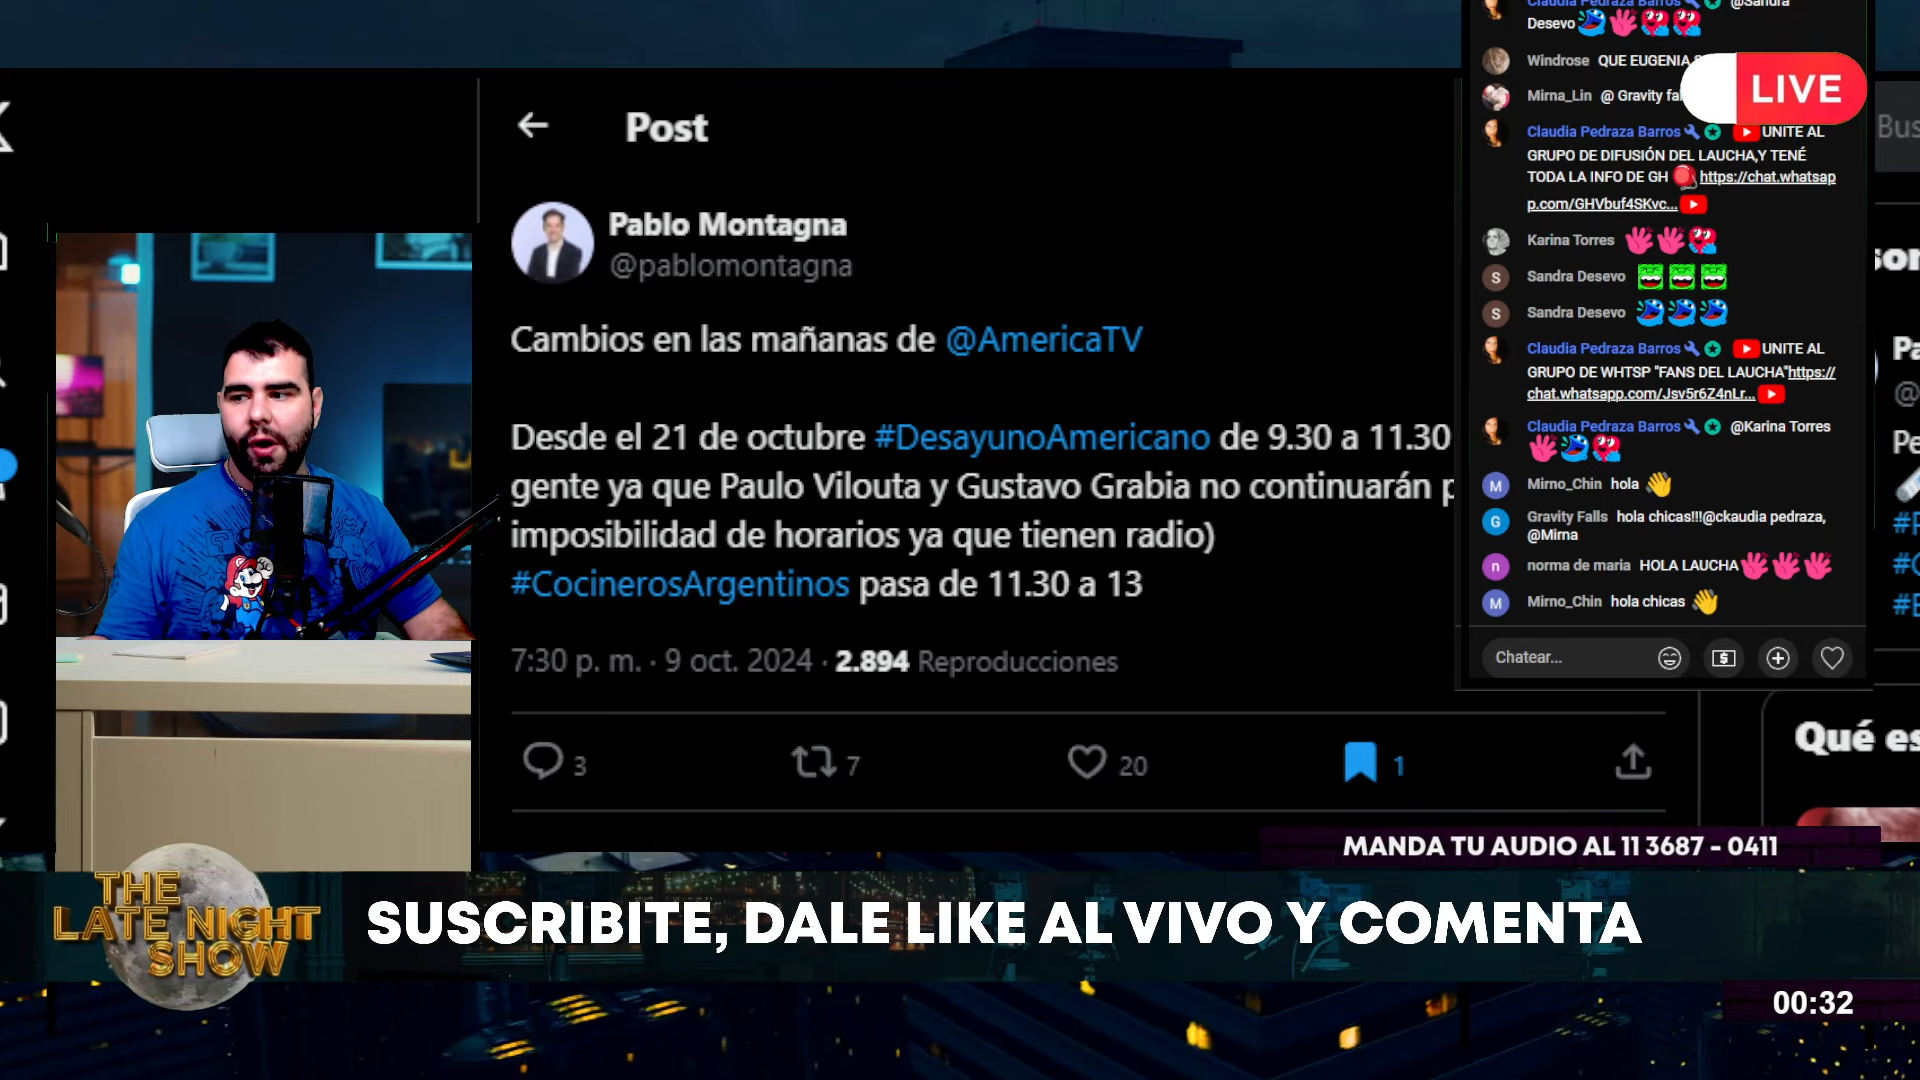 Post
Pablo Montagna
@pablomontagna
Cambios en las mañanas de @AmericaTV
Desde el 21 de octubre #DesayunoAmericano de 9.30 a 11.30
gente ya que Paulo Vilouta y Gustavo Grabia no continuarán
imposibilidad de horarios ya que tienen radio)
#CocinerosArgentinos pasa de 11.30 a 13
7:30 p. m. · 9 oct. 2024 · 2.894 Reproducciones
3
7
20
1
Claudia Pedraza Barros @Sandra
Desevo
Windrose QUE EUGENIA
Mirna_Lin @ Gravity
LIVE
Claudia Pedraza Barros UNITE AL
GRUPO DE DIFUSIÓN DEL LAUCHA,Y TENÉ
TODA LA INFO DE GH https://chat.whatsap
p.com/GHVbuf4SKvc...
Karina Torres
S Sandra Desevo
S Sandra Desevo
Claudia Pedraza Barros UNITE AL
GRUPO DE WHTSP "FANS DEL LAUCHA"https://
chat.whatsapp.com/Jsv5r6Z4nLr...
Claudia Pedraza Barros @Karina Torres
M Mirno_Chin hola
G Gravity Falls hola chicas!!!@ckaudia pedraza,
@Mirna
n norma de maria HOLA LAUCHA
M Mirno_Chin hola chicas
Chatear...
Bus
Pa
@
Pe
Qué es
MANDA TU AUDIO AL 11 3687 - 0411
THE
LATE NIGHT
SHOW
SUSCRIBITE, DALE LIKE AL VIVO Y COMENTA
00:32